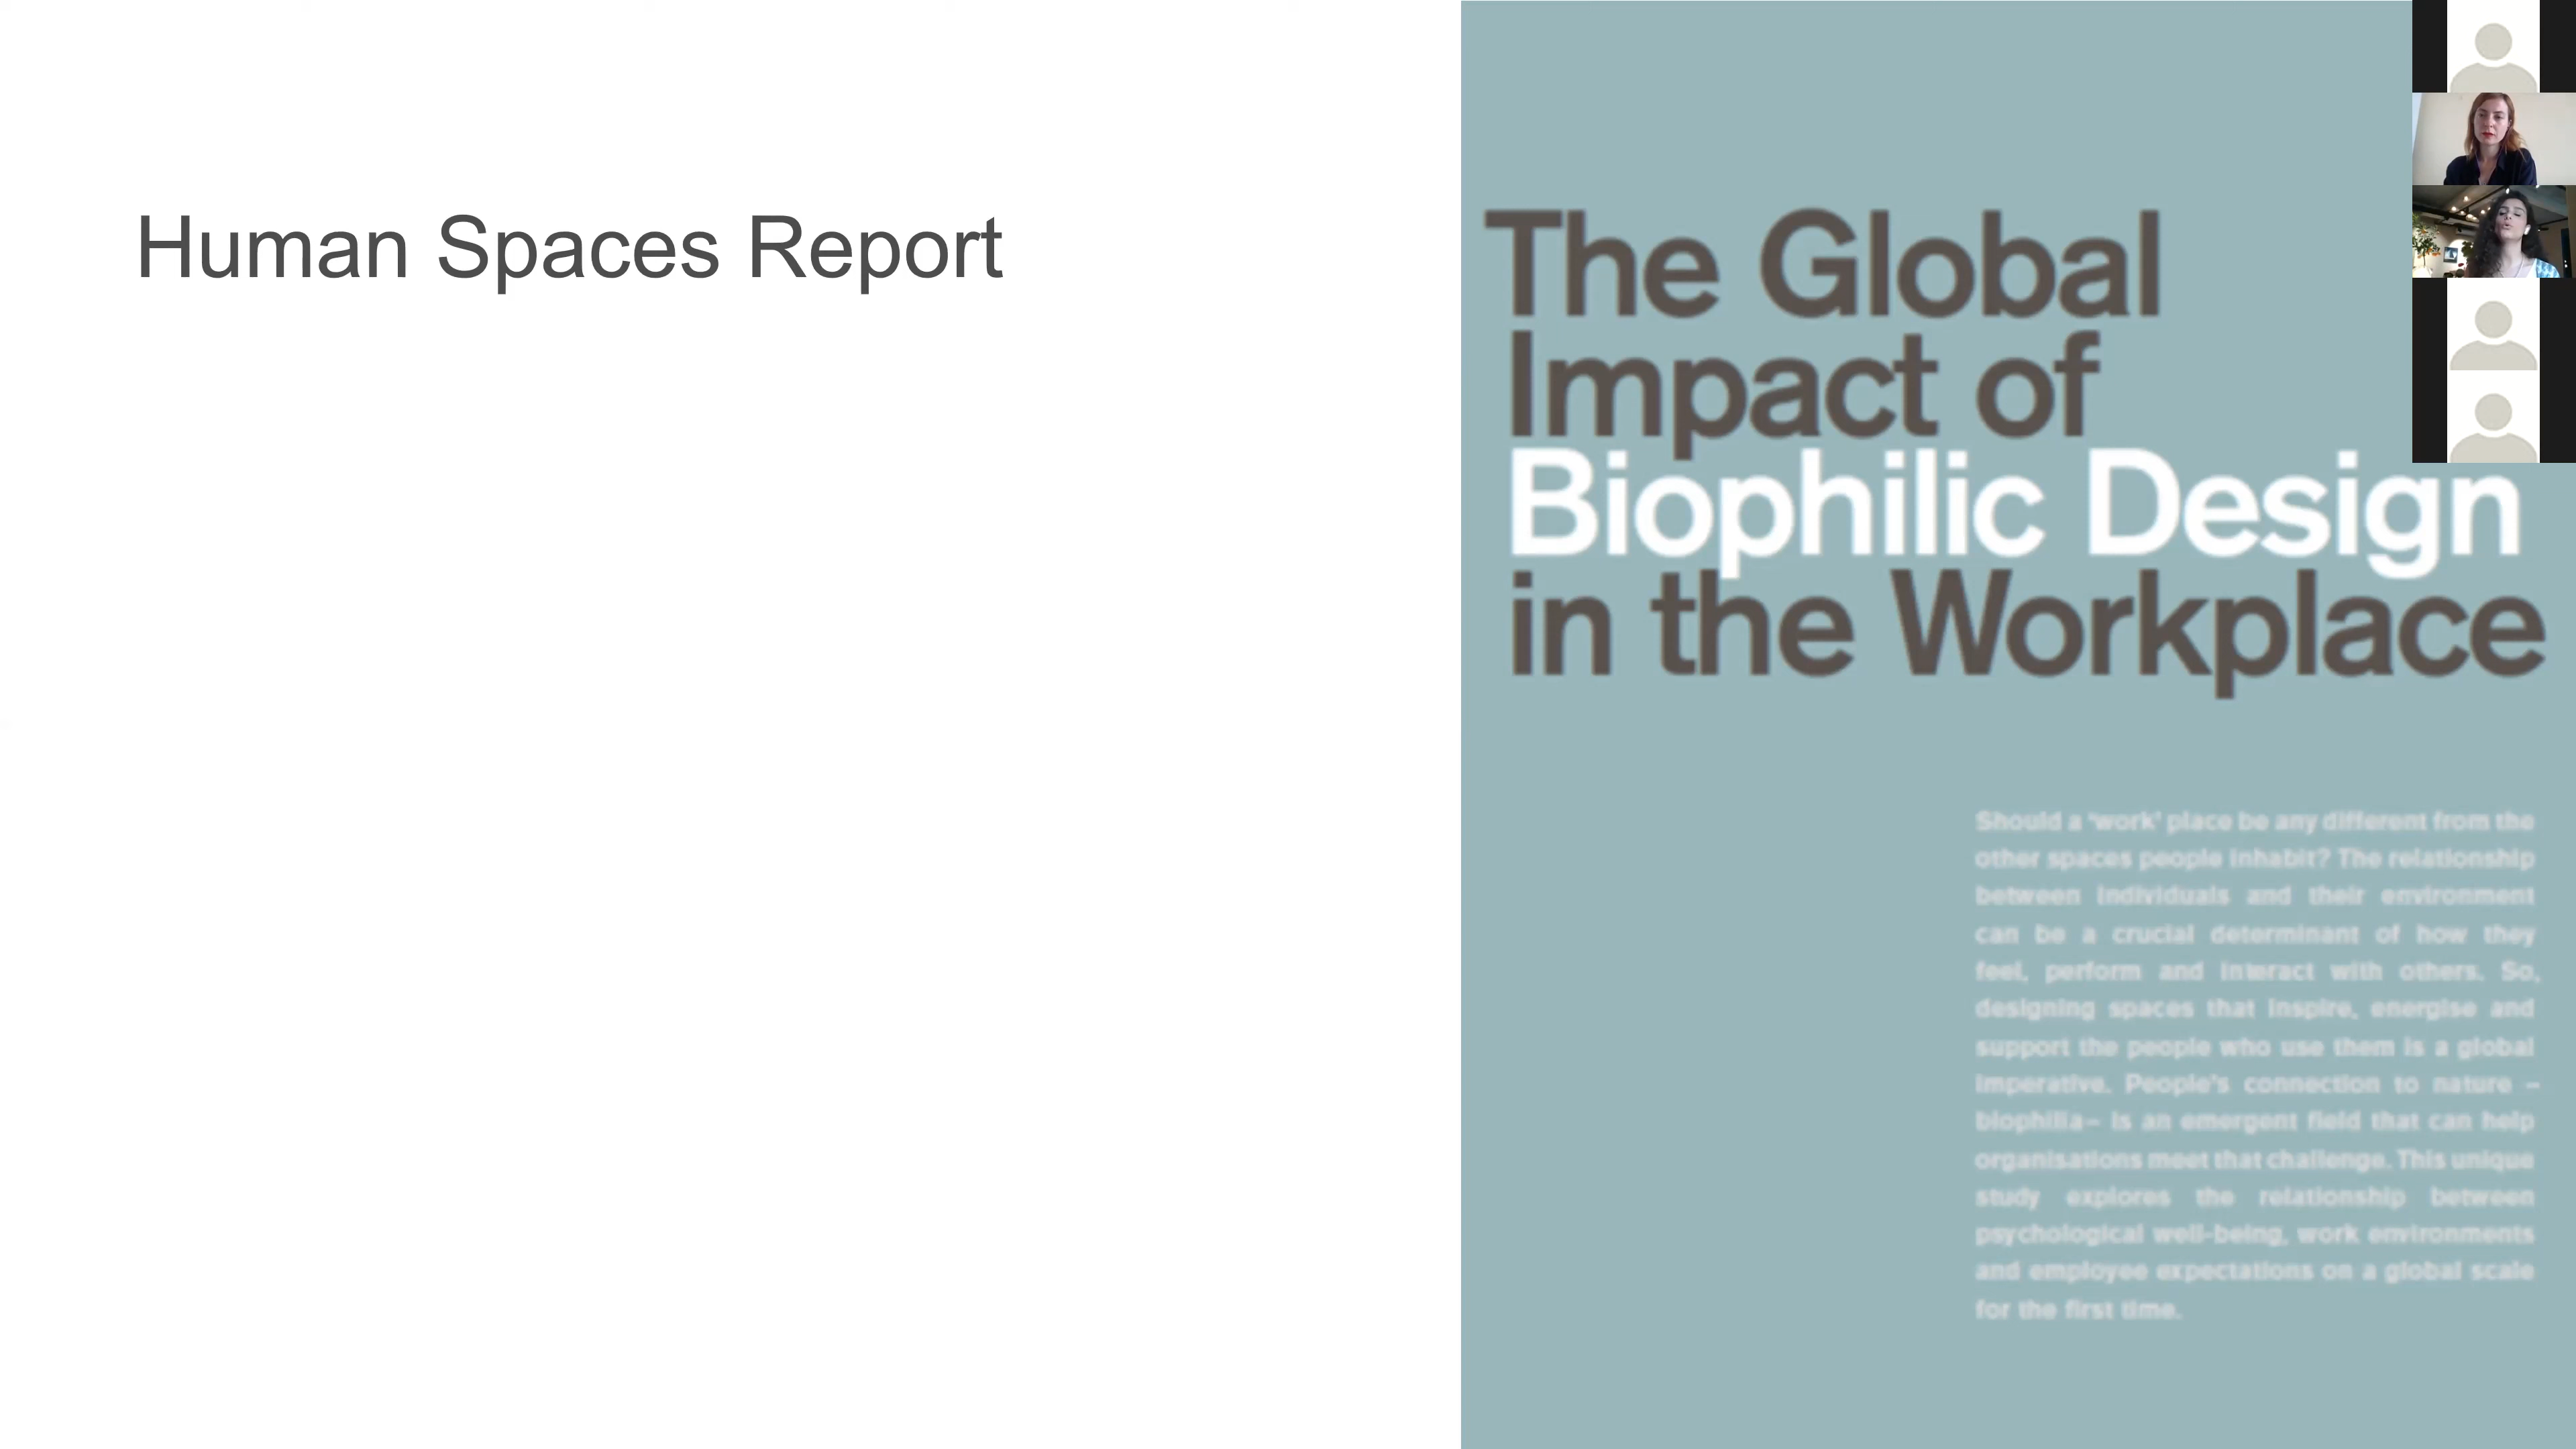 Human Spaces Report
The Global
Impact of
Biophilic Design
in the Workplace
Should a ‘work’ place be any different from the
other spaces people inhabit? The relationship
between individuals and their environment
can be a crucial determinant of how they
feel, perform and interact with others. So,
designing spaces that inspire, energise and
support the people who use them is a global
imperative. People’s connection to nature –
biophilia– is an emergent field that can help
organisations meet that challenge. This unique
study explores the relationship between
psychological well-being, work environments
and employee expectations on a global scale
for the first time.